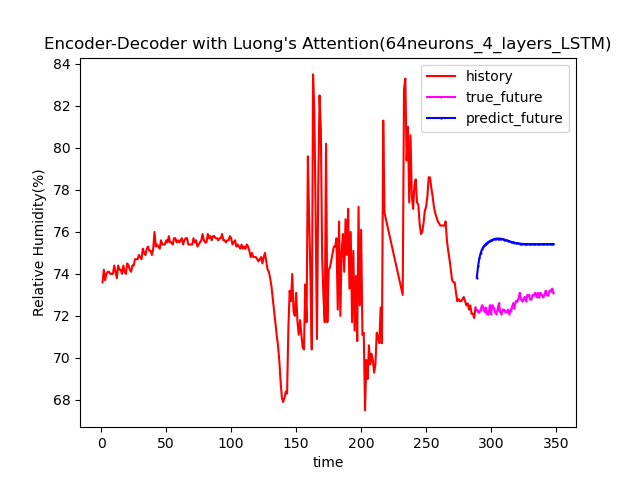 Encoder-Decoder with Luong's Attention(64neurons_4_layers_LSTM)
history
true_future
predict_future
Relative Humidity(%)
84
82
80
78
76
74
72
70
68
0 50 100 150 200 250 300 350
time